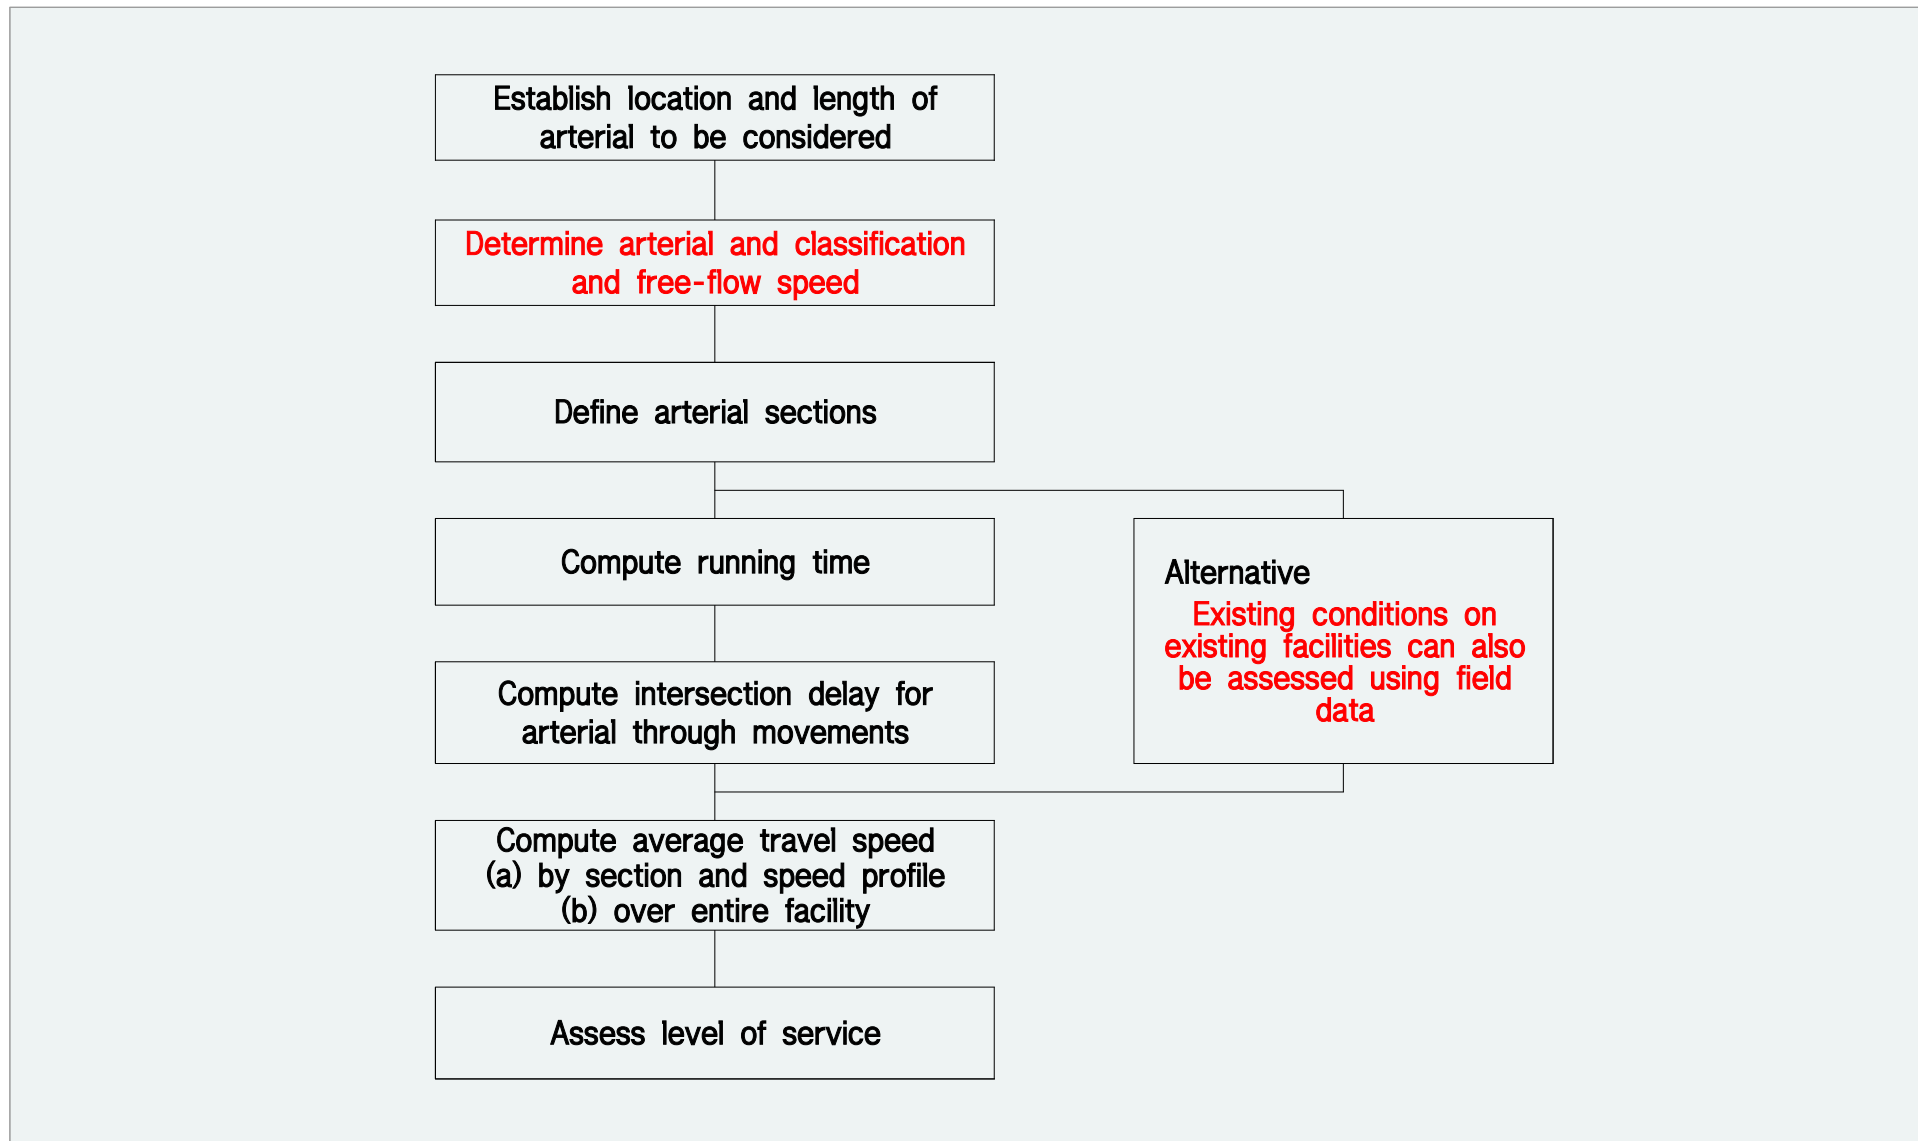 Establish location and length of
arterial to be considered
Determine arterial and classification
and free-flow speed
Define arterial sections
Compute running time
Compute intersection delay for
arterial through movements
Alternative
Existing conditions on
existing facilities can also
be assessed using field
data
Compute average travel speed
(a) by section and speed profile
(b) over entire facility
Assess level of service